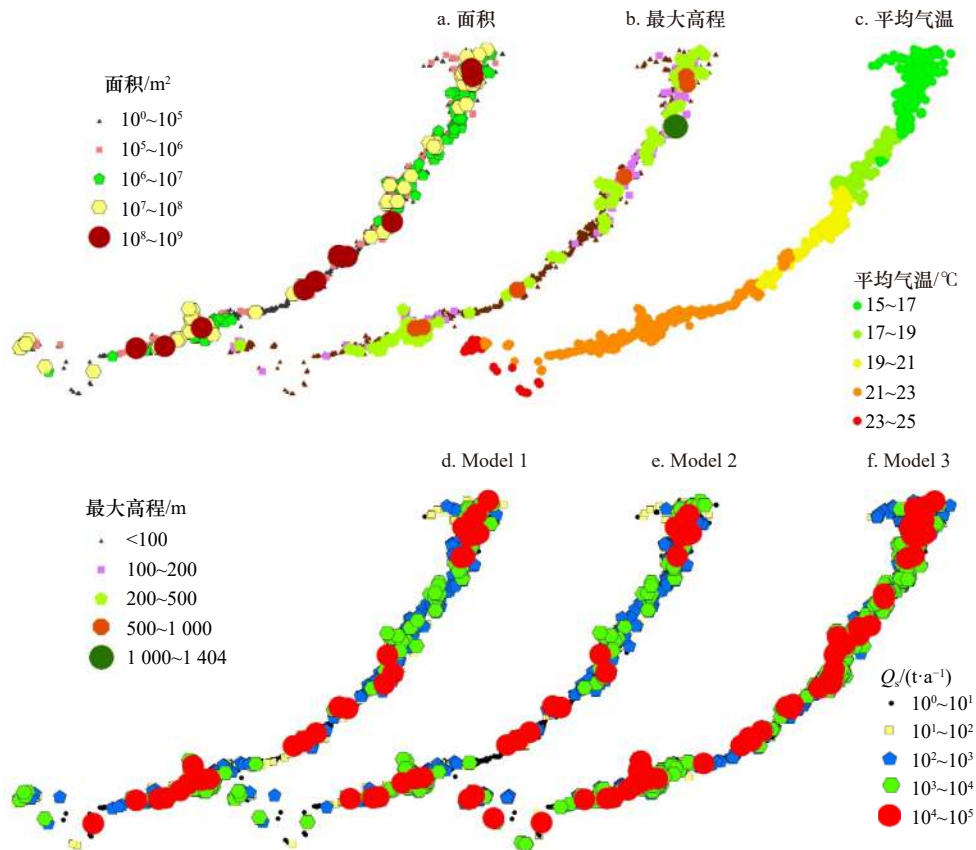 a. 面积
b. 最大高程
c. 平均气温
面积/m²
10⁰~10⁵
10⁵~10⁶
10⁶~10⁷
10⁷~10⁸
10⁸~10⁹
平均气温/℃
15~17
17~19
19~21
21~23
23~25
d. Model 1
e. Model 2
f. Model 3
最大高程/m
<100
100~200
200~500
500~1 000
1 000~1 404
Qₛ/(t·a⁻¹)
10⁰~10¹
10¹~10²
10²~10³
10³~10⁴
10⁴~10⁵